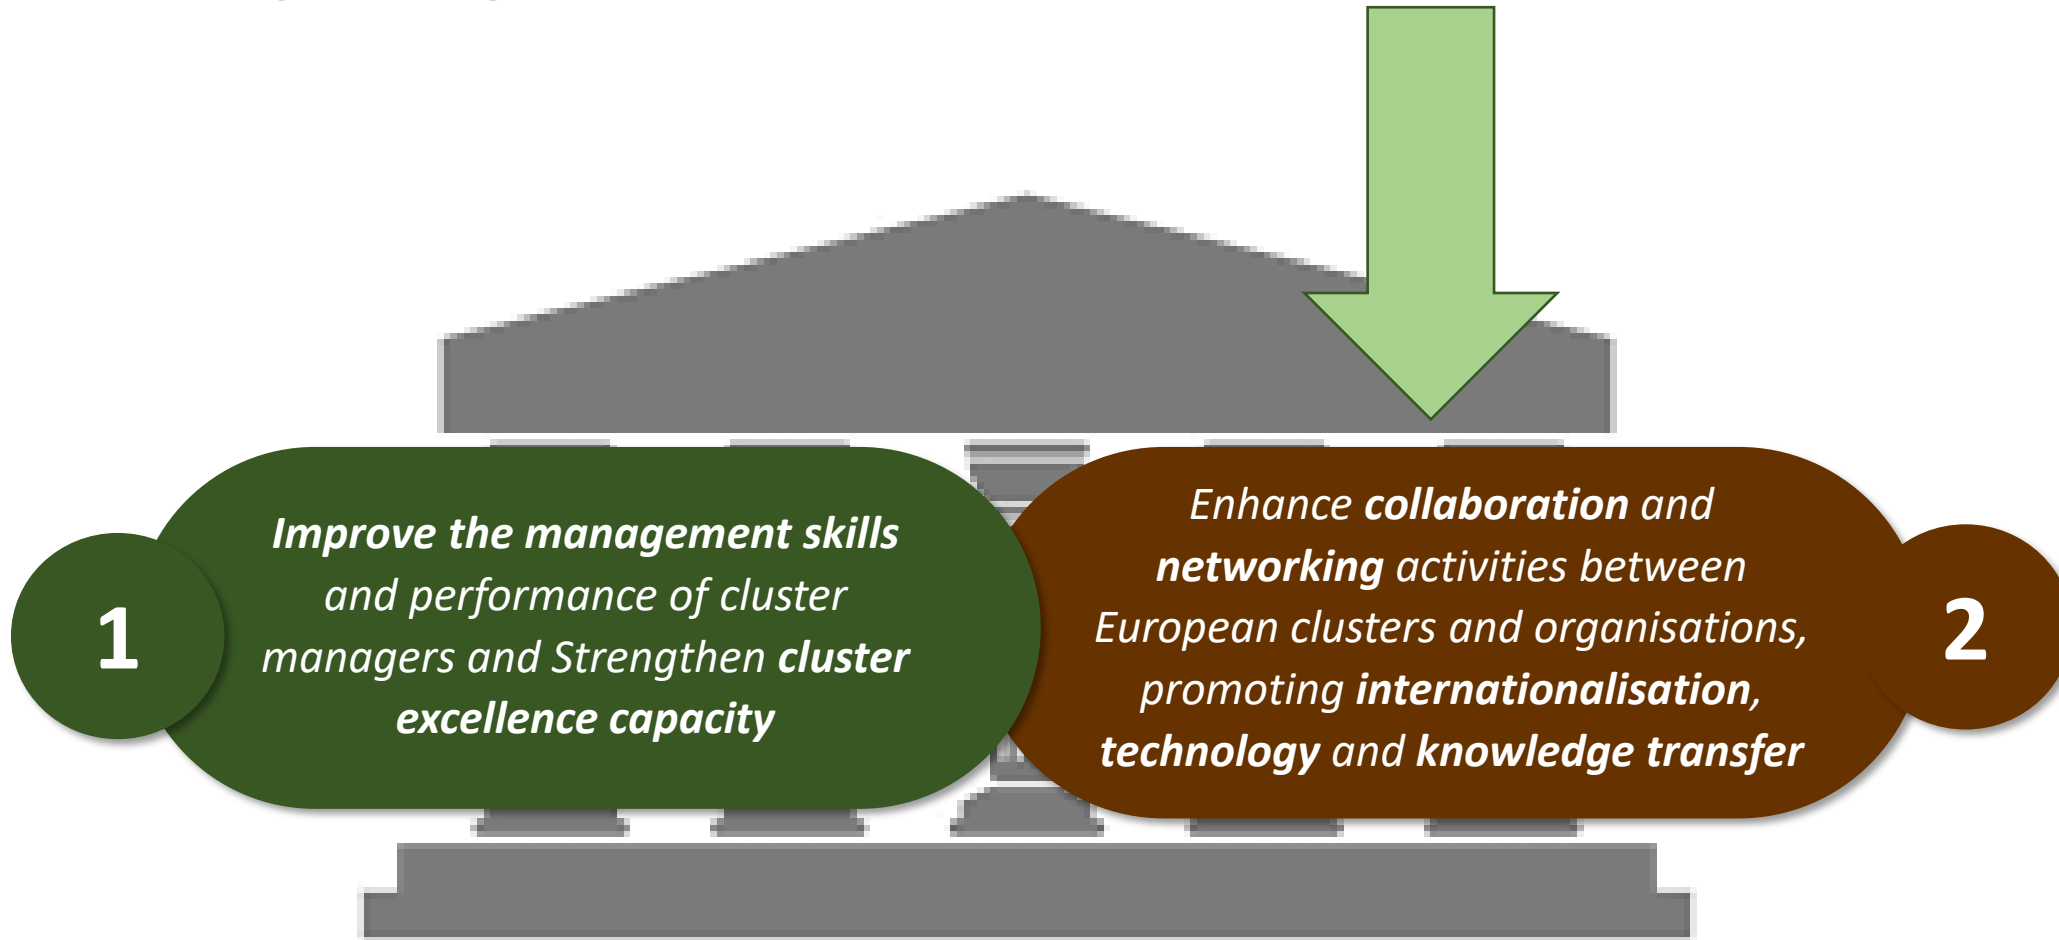 1
Improve the management skills
and performance of cluster
managers and Strengthen cluster
excellence capacity
Enhance collaboration and
networking activities between
European clusters and organisations,
promoting internationalisation,
technology and knowledge transfer
2